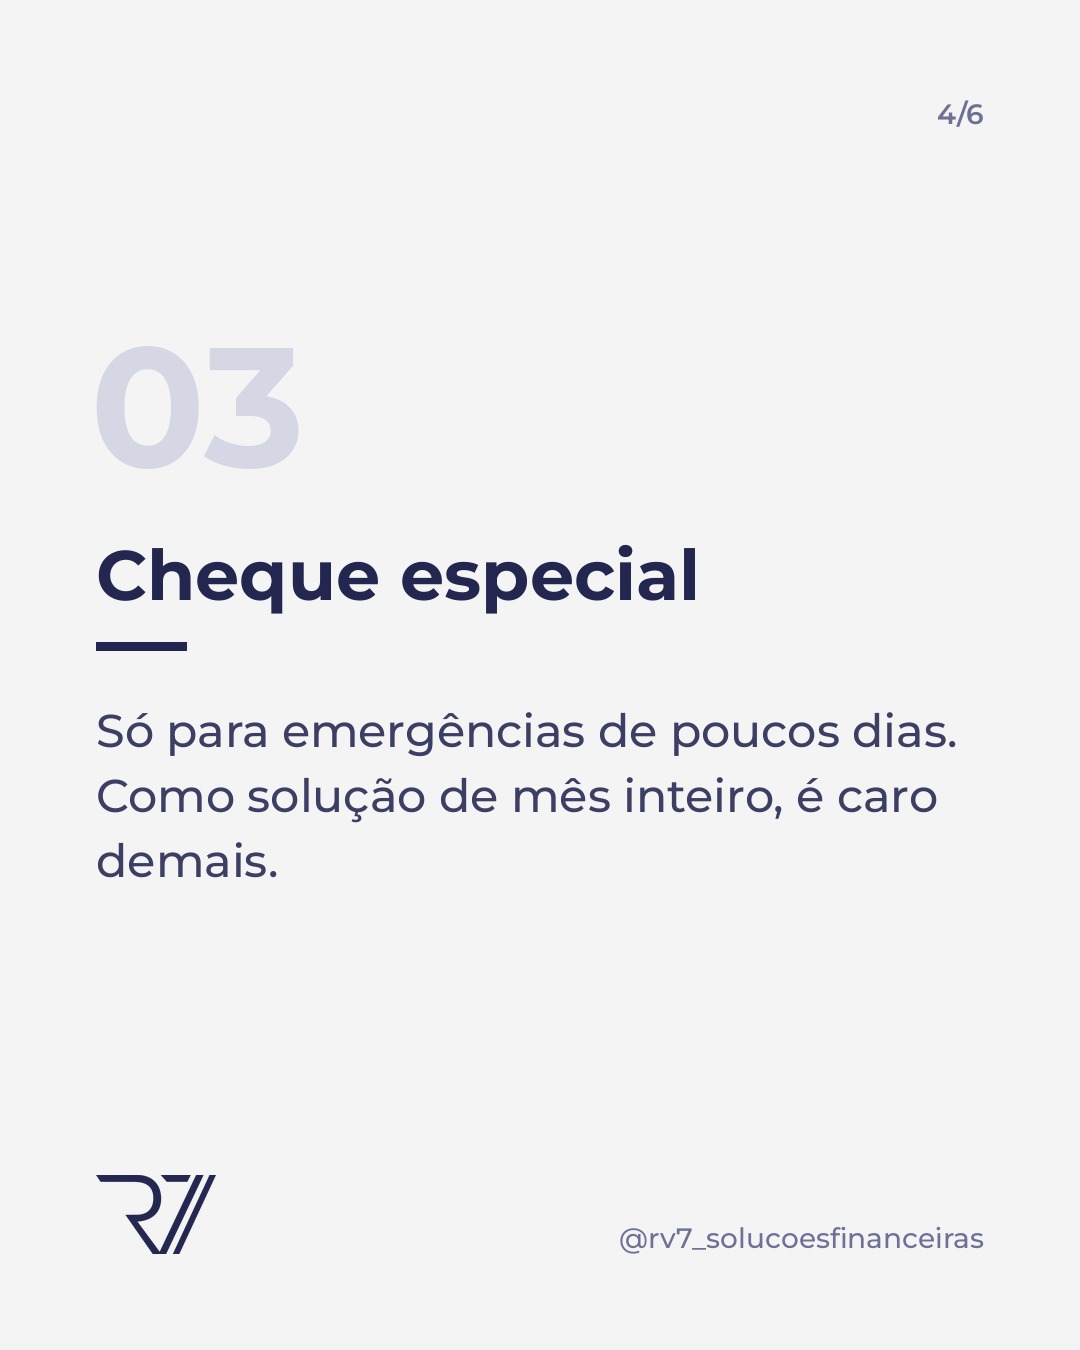 4/6
03
Cheque especial
Só para emergências de poucos dias.
Como solução de mês inteiro, é caro
demais.
RV7
@rv7_solucoesfinanceiras